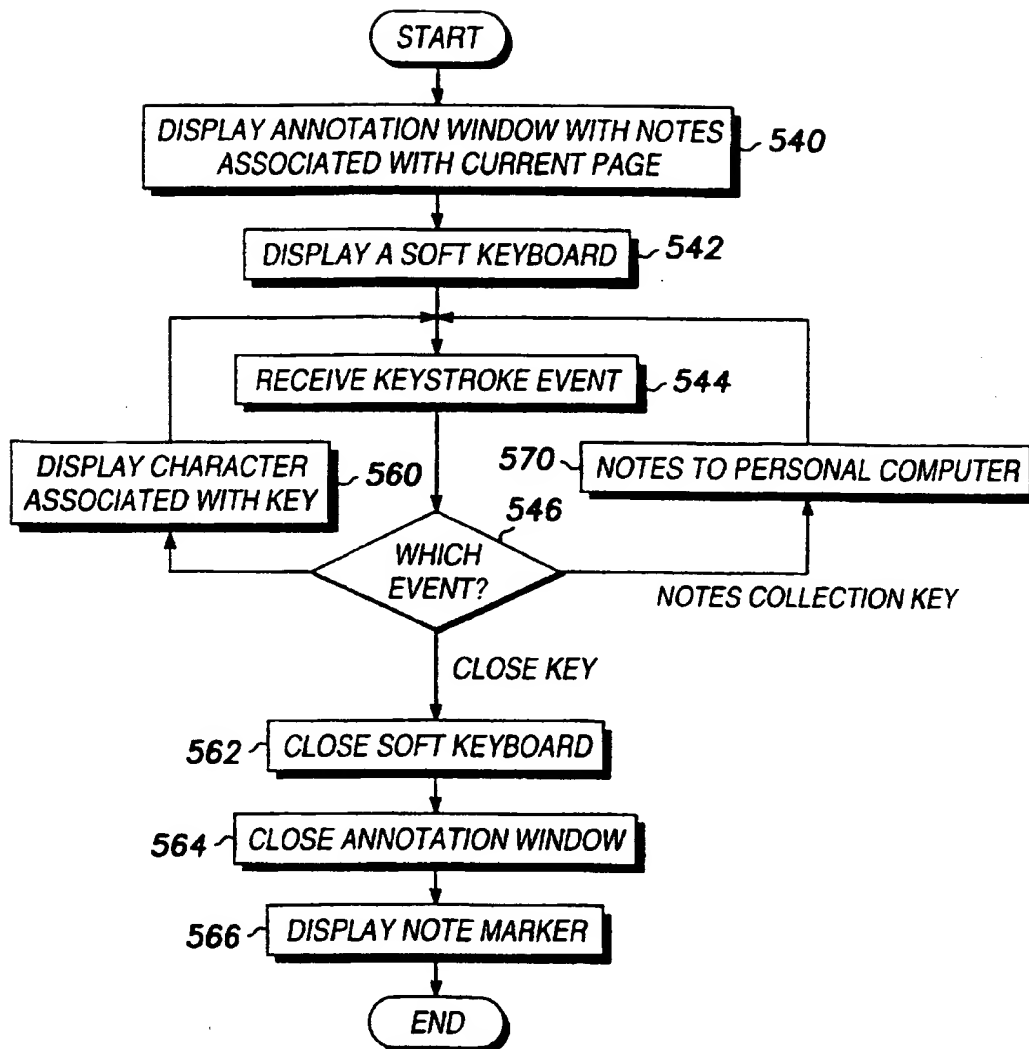 START
DISPLAY ANNOTATION WINDOW WITH NOTES
ASSOCIATED WITH CURRENT PAGE
540
DISPLAY A SOFT KEYBOARD
542
RECEIVE KEYSTROKE EVENT
544
DISPLAY CHARACTER
ASSOCIATED WITH KEY
560
570
NOTES TO PERSONAL COMPUTER
546
WHICH
EVENT?
NOTES COLLECTION KEY
CLOSE KEY
562
CLOSE SOFT KEYBOARD
564
CLOSE ANNOTATION WINDOW
566
DISPLAY NOTE MARKER
END